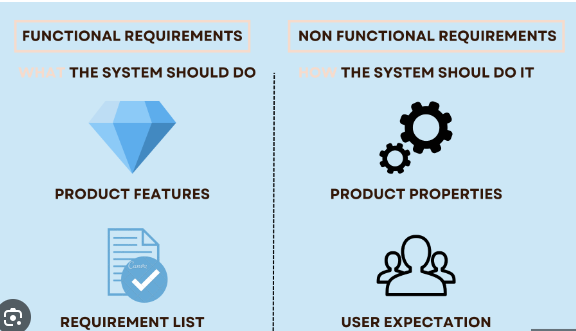 FUNCTIONAL REQUIREMENTS
WHAT THE SYSTEM SHOULD DO
PRODUCT FEATURES
REQUIREMENT LIST
NON FUNCTIONAL REQUIREMENTS
HOW THE SYSTEM SHOUL DO IT
PRODUCT PROPERTIES
USER EXPECTATION